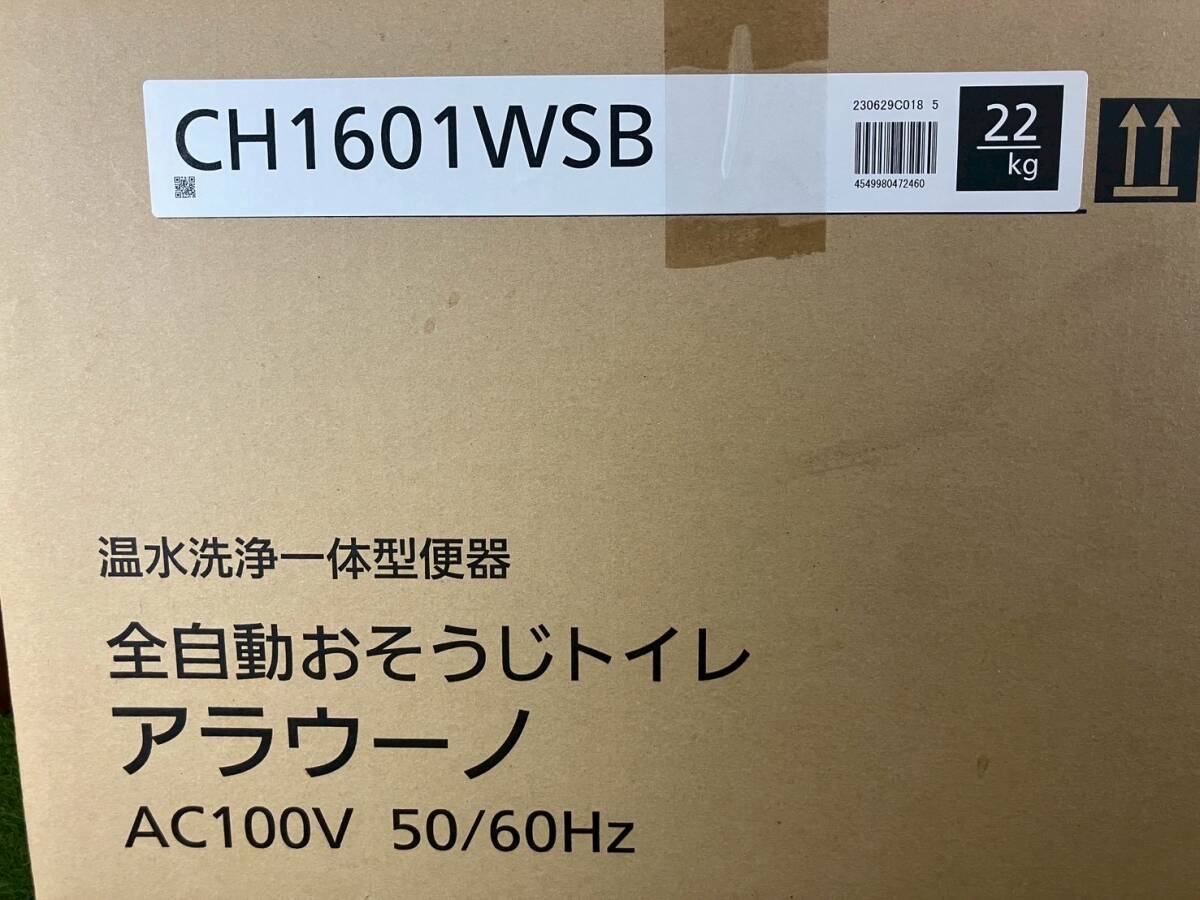 CH1601WSB
230629C018 5
4549980472460
22
kg
温水洗浄一体型便器
全自動おそうじトイレ
アラウーノ
AC100V 50/60Hz